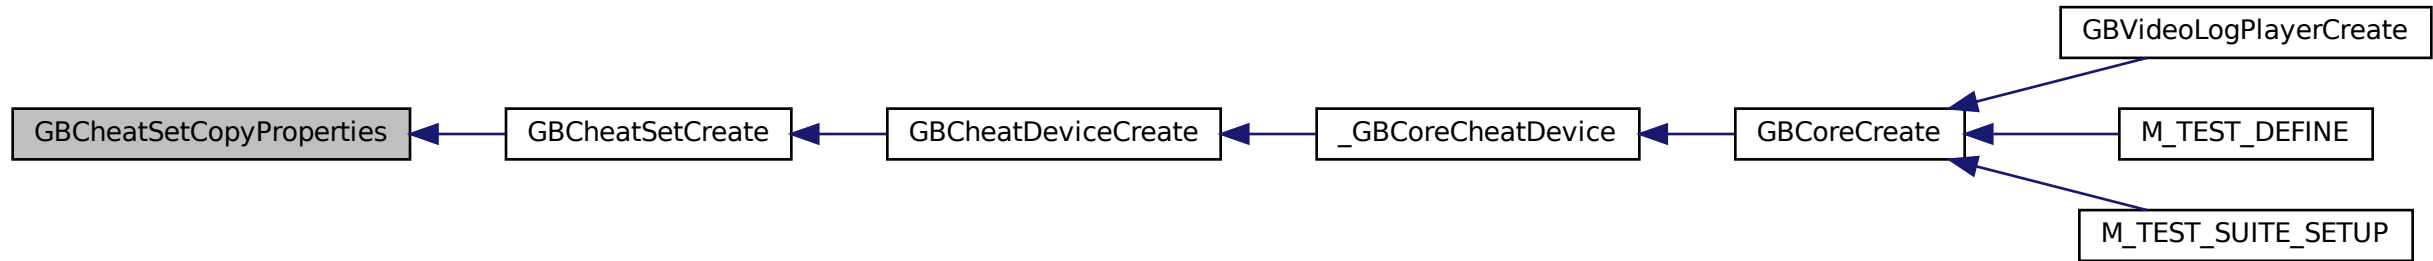 GBCheatSetCopyProperties
GBCheatSetCreate
GBCheatDeviceCreate
_GBCoreCheatDevice
GBCoreCreate
GBVideoLogPlayerCreate
M_TEST_DEFINE
M_TEST_SUITE_SETUP